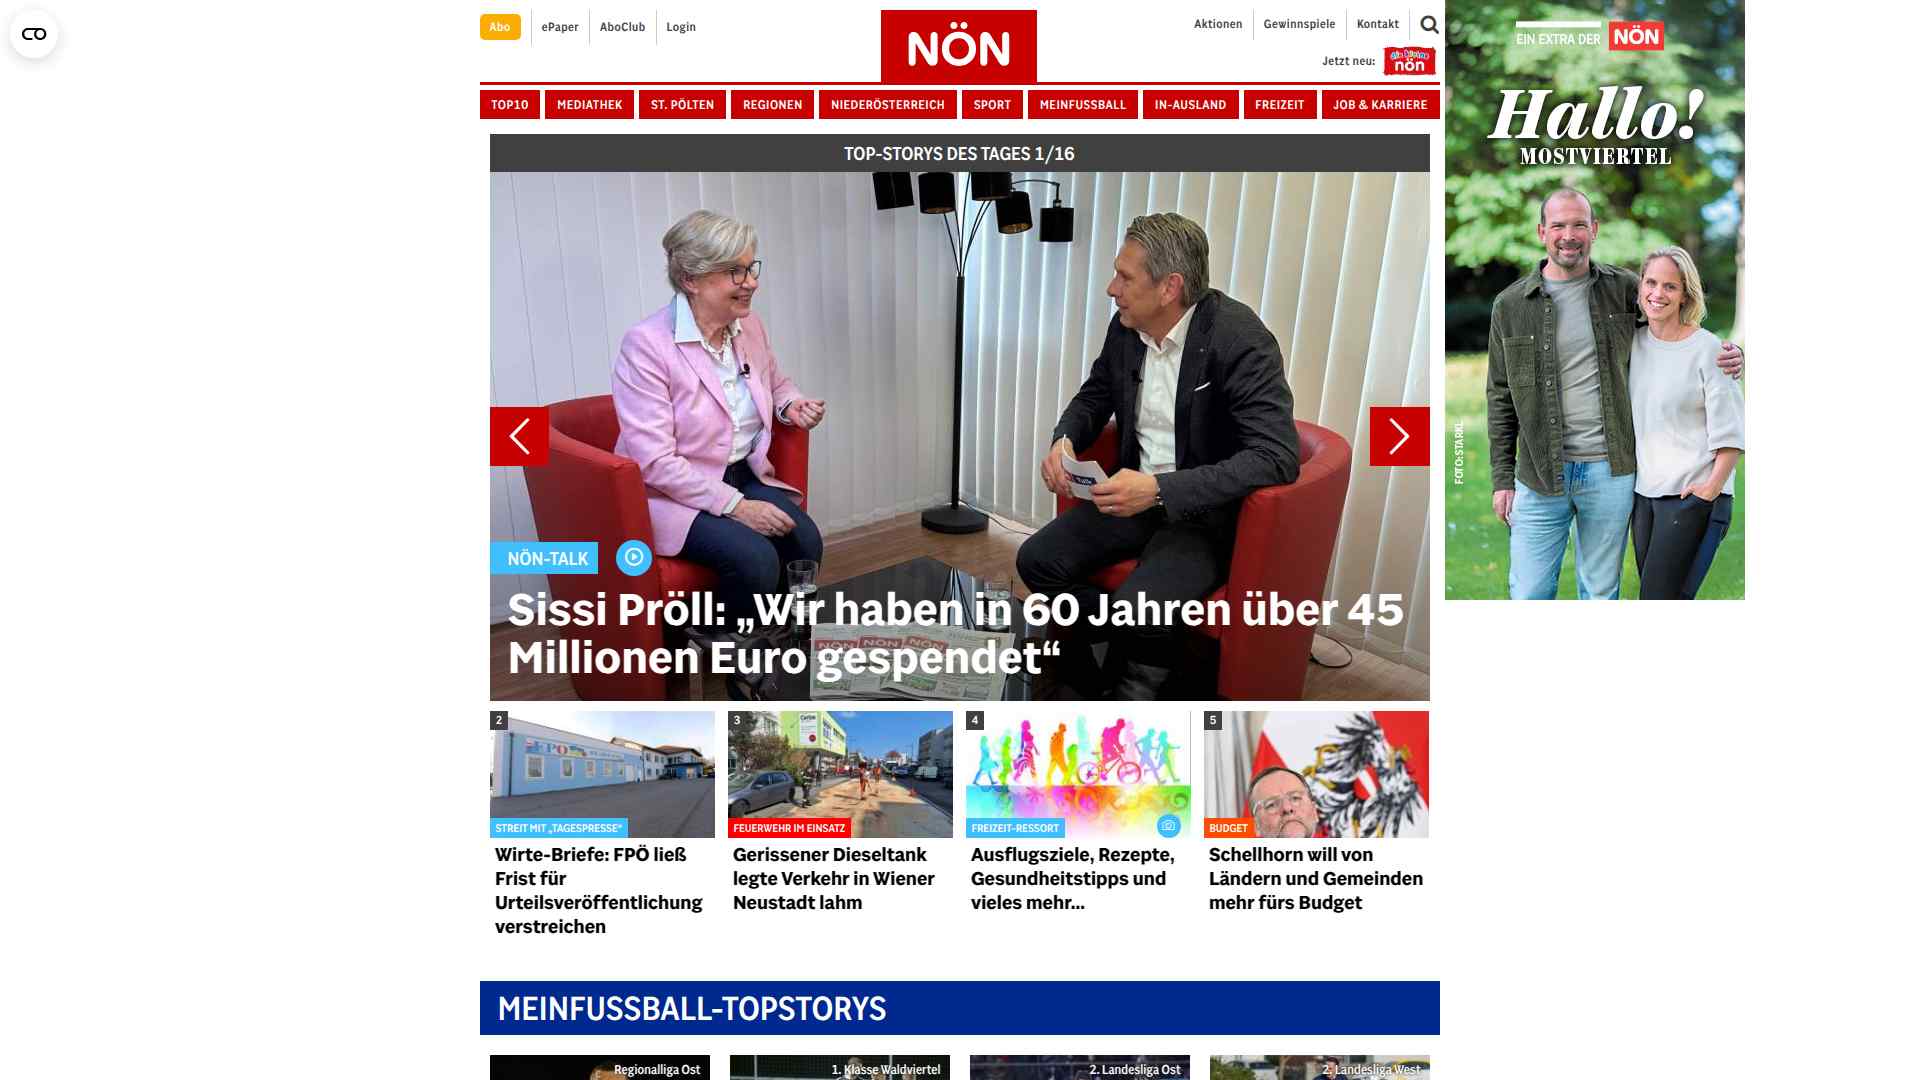 Abo
ePaper
AboClub
Login
NÖN
Aktionen
Gewinnspiele
Kontakt
Jetzt neu:
die kleine
nön
TOP10
MEDIATHEK
ST. PÖLTEN
REGIONEN
NIEDERÖSTERREICH
SPORT
MEINFUSSBALL
IN-AUSLAND
FREIZEIT
JOB & KARRIERE
EIN EXTRA DER NÖN
Hallo!
MOSTVIERTEL
FOTO: STARKL
TOP-STORYS DES TAGES 1/16
Talk
NÖN-TALK
NÖN NÖN NÖN
Sissi Pröll: „Wir haben in 60 Jahren über 45
Millionen Euro gespendet“
2
FPÖ
STREIT MIT „TAGESPRESSE“
Wirte-Briefe: FPÖ ließ
Frist für
Urteilsveröffentlichung
verstreichen
3
FEUERWEHR IM EINSATZ
Gerissener Dieseltank
legte Verkehr in Wiener
Neustadt lahm
4
FREIZEIT-RESSORT
Ausflugsziele, Rezepte,
Gesundheitstipps und
vieles mehr...
5
BUDGET
Schellhorn will von
Ländern und Gemeinden
mehr fürs Budget
MEINFUSSBALL-TOPSTORYS
Regionalliga Ost
1. Klasse Waldviertel
2. Landesliga Ost
2. Landesliga West